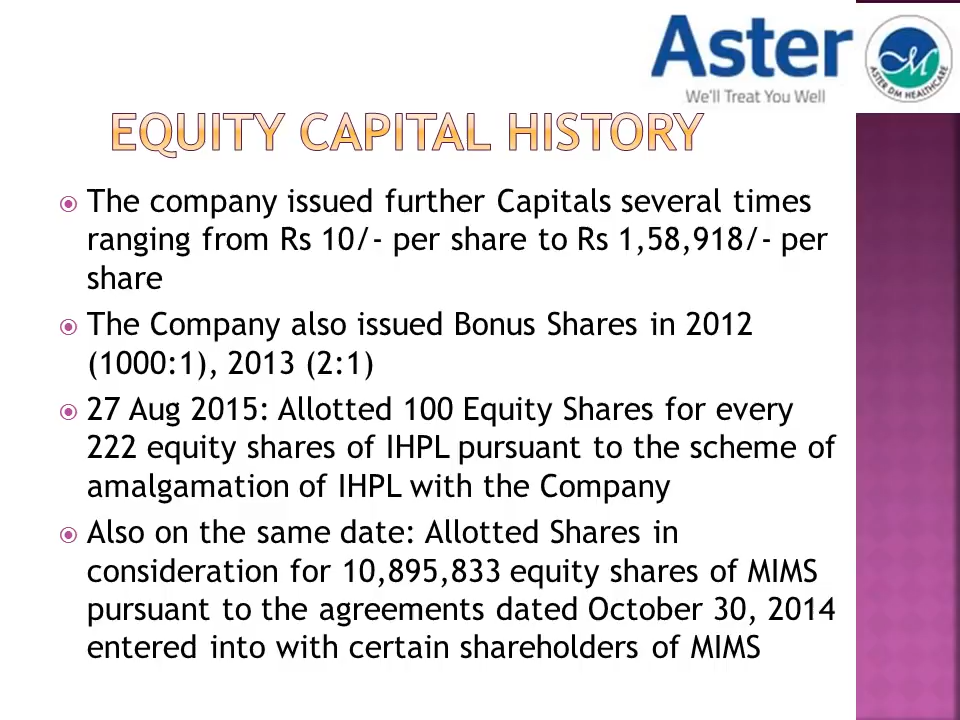 Aster
We'll Treat You Well
ASTER DM HEALTHCARE
EQUITY CAPITAL HISTORY
The company issued further Capitals several times
ranging from Rs 10/- per share to Rs 1,58,918/- per
share
The Company also issued Bonus Shares in 2012
(1000:1), 2013 (2:1)
27 Aug 2015: Allotted 100 Equity Shares for every
222 equity shares of IHPL pursuant to the scheme of
amalgamation of IHPL with the Company
Also on the same date: Allotted Shares in
consideration for 10,895,833 equity shares of MIMS
pursuant to the agreements dated October 30, 2014
entered into with certain shareholders of MIMS